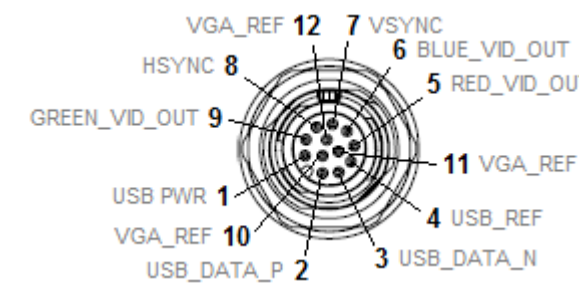 VGA_REF 12 7 VSYNC
6 BLUE_VID_OUT
HSYNC 8
5 RED_VID_OU
GREEN_VID_OUT 9
11 VGA_REF
USB PWR 1
4 USB_REF
VGA_REF 10
3 USB_DATA_N
USB_DATA_P 2